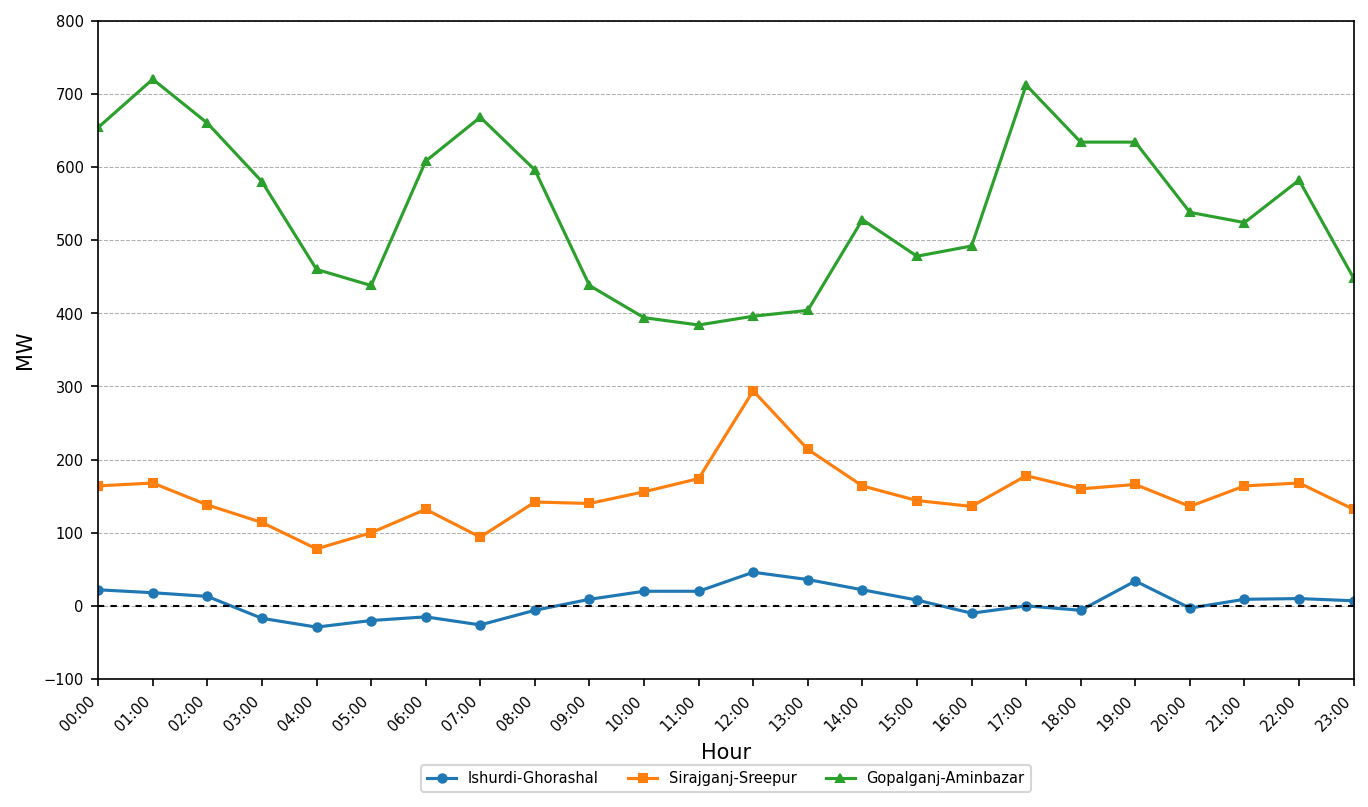 800
700
600
500
400
300
200
100
0
−100
MW
00:00 01:00 02:00 03:00 04:00 05:00 06:00 07:00 08:00 09:00 10:00 11:00 12:00 13:00 14:00 15:00 16:00 17:00 18:00 19:00 20:00 21:00 22:00 23:00
Hour
Ishurdi-Ghorashal Sirajganj-Sreepur Gopalganj-Aminbazar